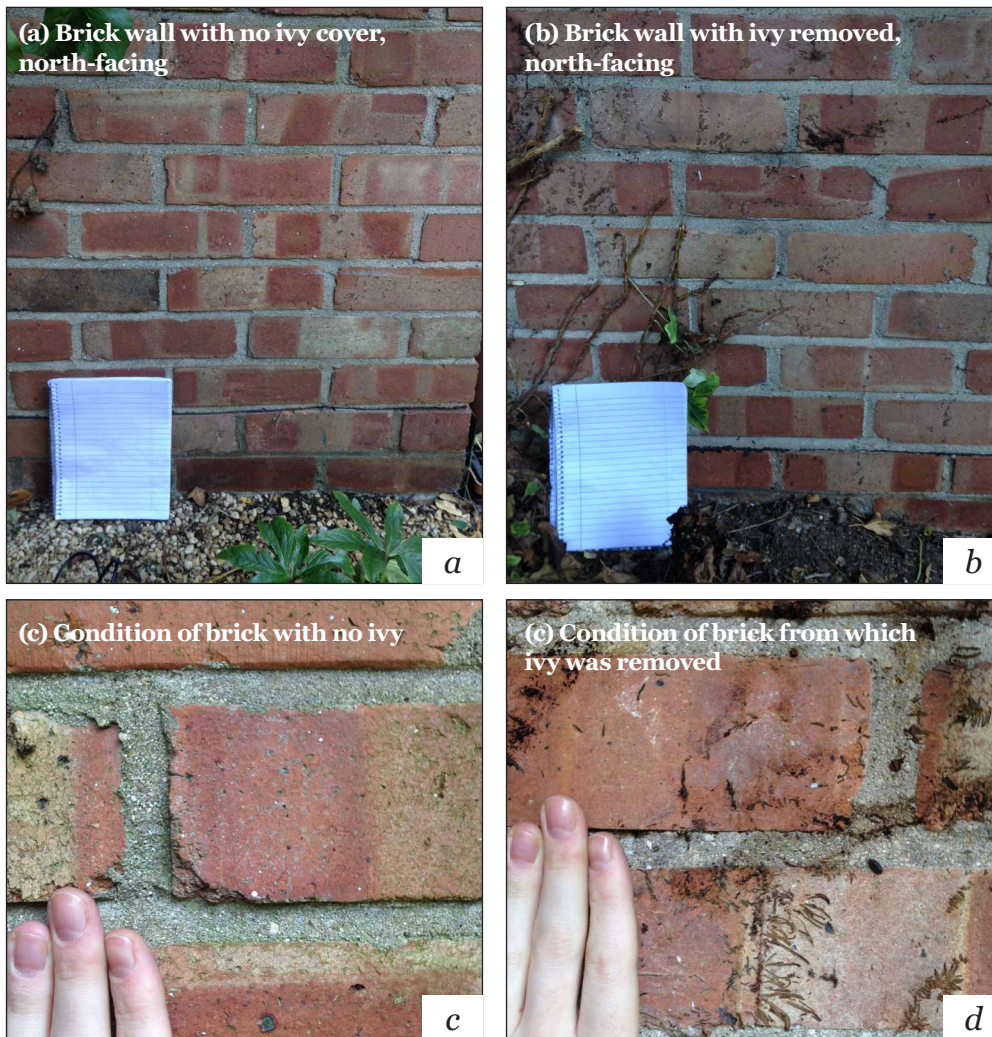 (a) Brick wall with no ivy cover,
north-facing
a
(b) Brick wall with ivy removed,
north-facing
b
(c) Condition of brick with no ivy
c
(c) Condition of brick from which
ivy was removed
d